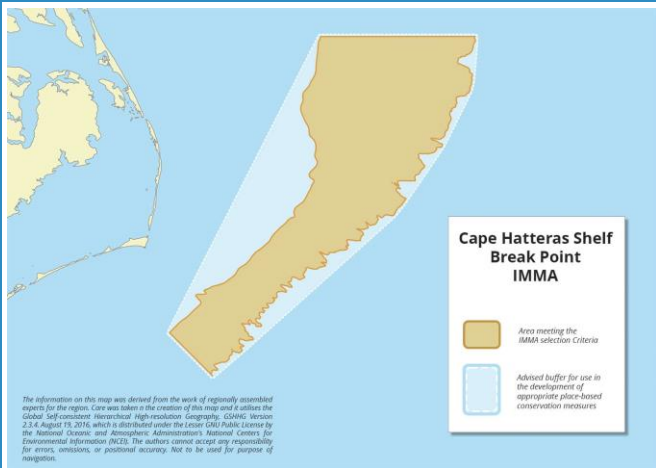 Cape Hatteras Shelf
Break Point
IMMA
Area meeting the
IMMA selection Criteria
Advised buffer for use in
the development of
appropriate place-based
conservation measures
The information on this map was derived from the work of regionally assembled
experts for the region. Care was taken in the creation of this map and it utilises the
Global Self-consistent Hierarchical High-resolution Geography, GSHHG Version
2.3.4. August 19, 2016, which is distributed under the Lesser GNU Public License by
the National Oceanic and Atmospheric Administration's National Centers for
Environmental Information (NCEI). The authors cannot accept any responsibility
for errors, omissions, or positional accuracy. Not to be used for purpose of
navigation.